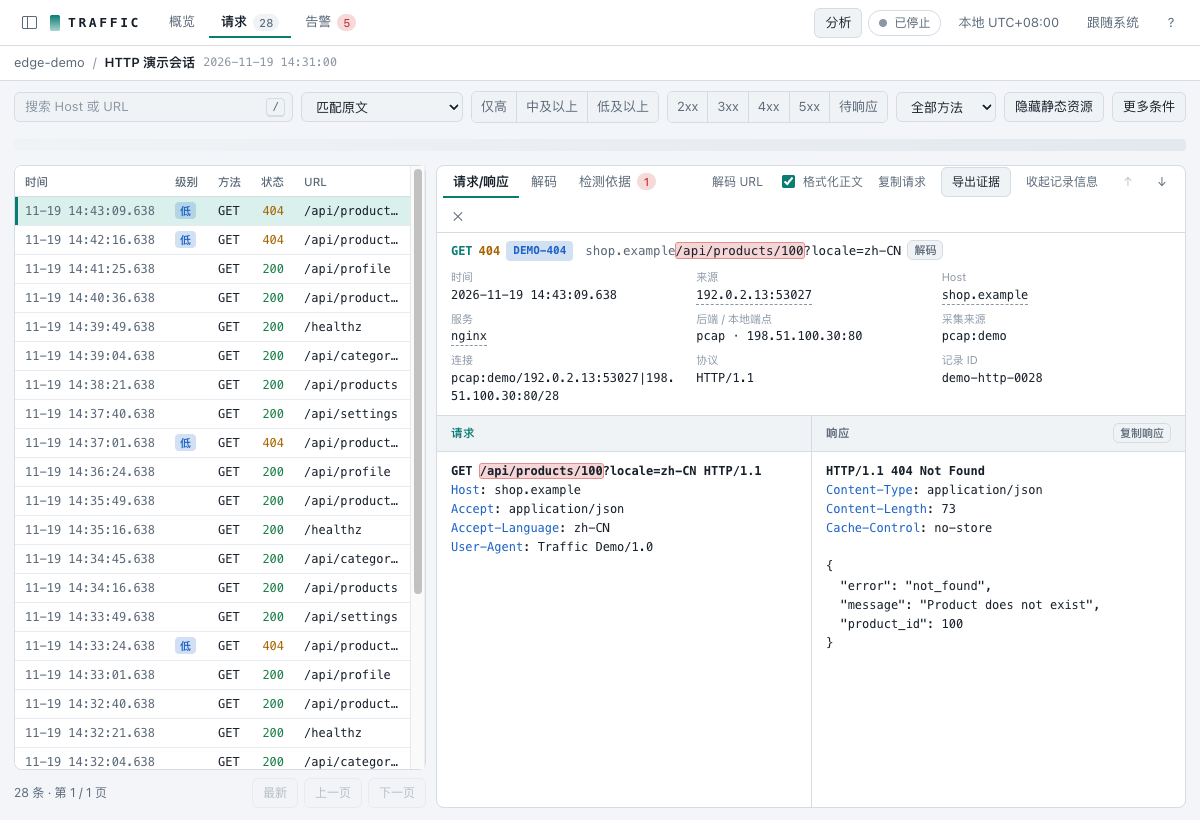 TRAFFIC 概览 请求 28 告警 5 分析 已停止 本地 UTC+08:00 跟随系统 ?
edge-demo / HTTP 演示会话 2026-11-19 14:31:00
搜索 Host 或 URL / 匹配原文 仅高 中及以上 低及以上 2xx 3xx 4xx 5xx 待响应 全部方法 隐藏静态资源 更多条件
时间 级别 方法 状态 URL
11-19 14:43:09.638 低 GET 404 /api/product…
11-19 14:42:16.638 低 GET 404 /api/product…
11-19 14:41:25.638 GET 200 /api/profile
11-19 14:40:36.638 GET 200 /api/product…
11-19 14:39:49.638 GET 200 /healthz
11-19 14:39:04.638 GET 200 /api/categor…
11-19 14:38:21.638 GET 200 /api/products
11-19 14:37:40.638 GET 200 /api/settings
11-19 14:37:01.638 低 GET 404 /api/product…
11-19 14:36:24.638 GET 200 /api/profile
11-19 14:35:49.638 GET 200 /api/product…
11-19 14:35:16.638 GET 200 /healthz
11-19 14:34:45.638 GET 200 /api/categor…
11-19 14:34:16.638 GET 200 /api/products
11-19 14:33:49.638 GET 200 /api/settings
11-19 14:33:24.638 低 GET 404 /api/product…
11-19 14:33:01.638 GET 200 /api/profile
11-19 14:32:40.638 GET 200 /api/product…
11-19 14:32:21.638 GET 200 /healthz
11-19 14:32:04.638 GET 200 /api/categor…
28 条 · 第 1 / 1 页 最新 上一页 下一页
请求/响应 解码 检测依据 1 解码 URL 格式化正文 复制请求 导出证据 收起记录信息 ↑ ↓
×
GET 404 DEMO-404 shop.example/api/products/100?locale=zh-CN 解码
时间 来源 Host
2026-11-19 14:43:09.638 192.0.2.13:53027 shop.example
服务 后端 / 本地端点 采集来源
nginx pcap · 198.51.100.30:80 pcap:demo
连接 协议 记录 ID
pcap:demo/192.0.2.13:53027|198. HTTP/1.1 demo-http-0028
51.100.30:80/28
请求
GET /api/products/100?locale=zh-CN HTTP/1.1
Host: shop.example
Accept: application/json
Accept-Language: zh-CN
User-Agent: Traffic Demo/1.0
响应 复制响应
HTTP/1.1 404 Not Found
Content-Type: application/json
Content-Length: 73
Cache-Control: no-store
{
"error": "not_found",
"message": "Product does not exist",
"product_id": 100
}